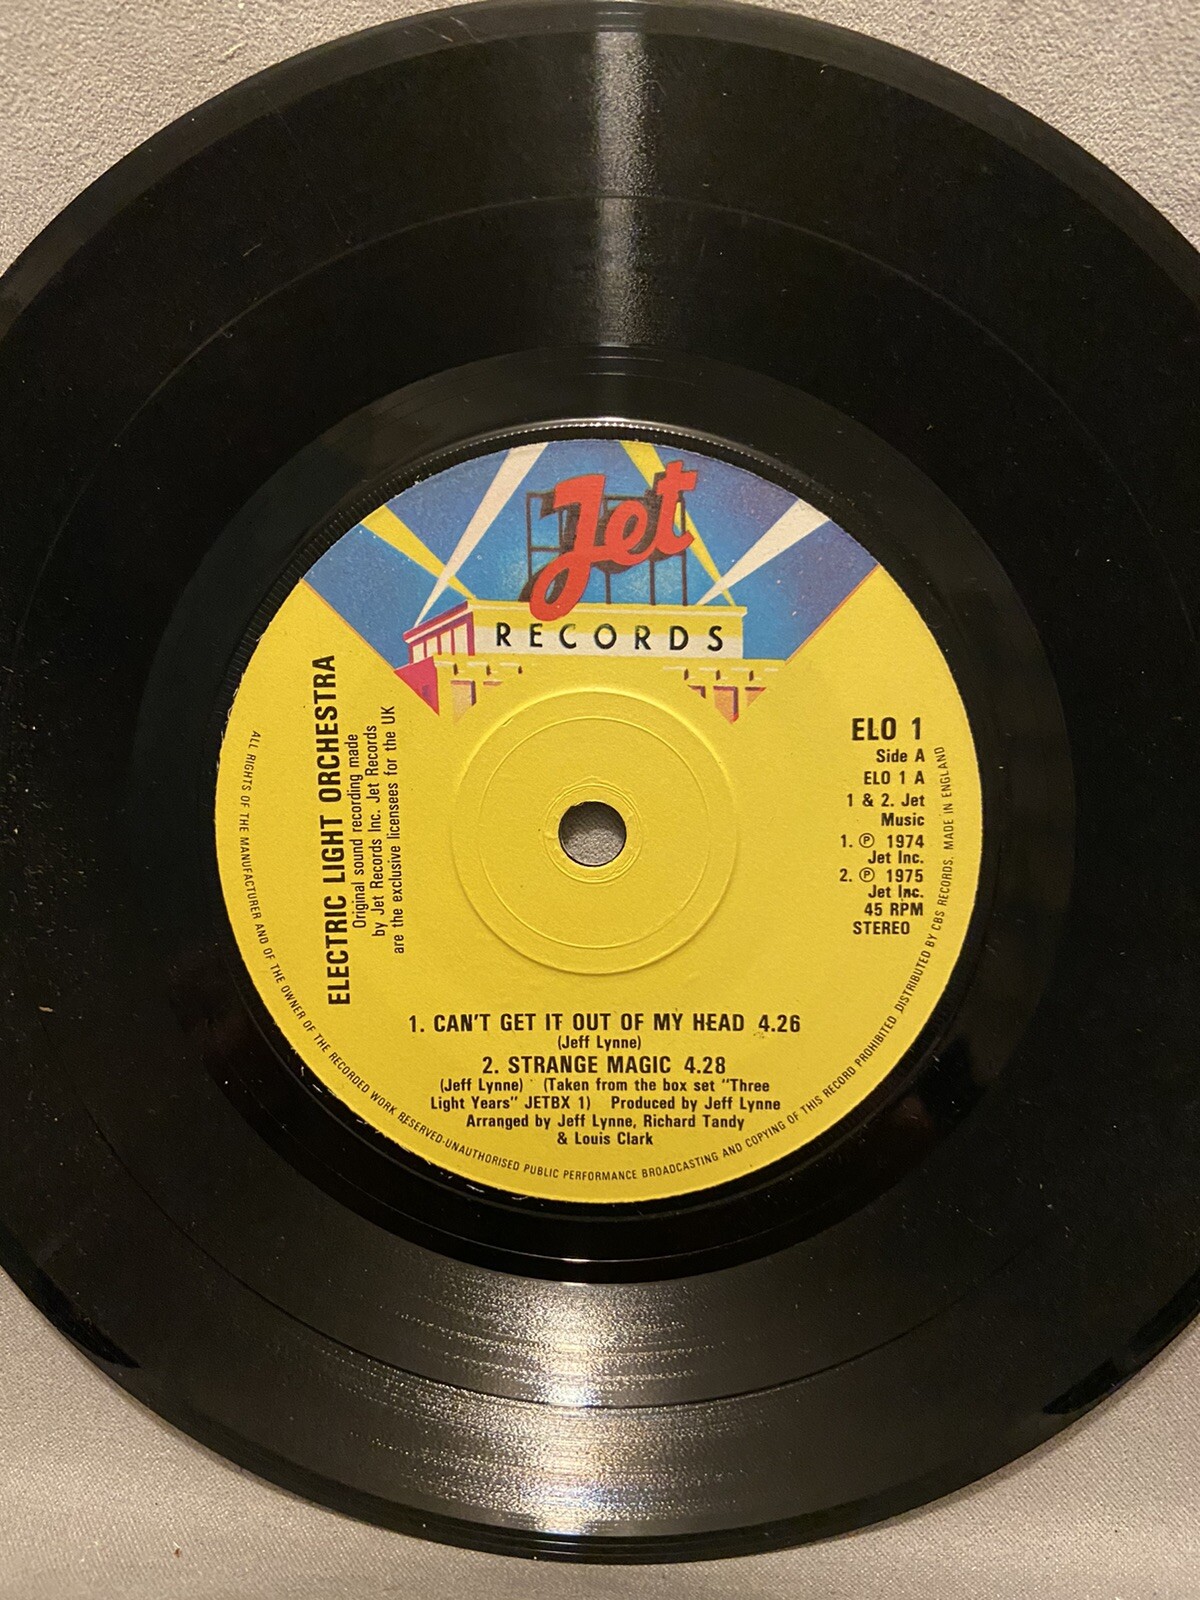 Jet
RECORDS
ELECTRIC LIGHT ORCHESTRA
Original sound recording made
by Jet Records Inc. Jet Records
are the exclusive licensees for the UK
ELO 1
Side A
ELO 1 A
1 & 2. Jet
Music
1. ℗ 1974
Jet Inc.
2. ℗ 1975
Jet Inc.
45 RPM
STEREO
1. CAN'T GET IT OUT OF MY HEAD 4.26
(Jeff Lynne)
2. STRANGE MAGIC 4.28
(Jeff Lynne) (Taken from the box set "Three
Light Years" JETBX 1) Produced by Jeff Lynne
Arranged by Jeff Lynne, Richard Tandy
& Louis Clark
ALL RIGHTS OF THE MANUFACTURER AND OF THE OWNER OF THE RECORDED WORK RESERVED-UNAUTHORISED PUBLIC PERFORMANCE BROADCASTING AND COPYING OF THIS RECORD PROHIBITED. DISTRIBUTED BY CBS RECORDS. MADE IN ENGLAND